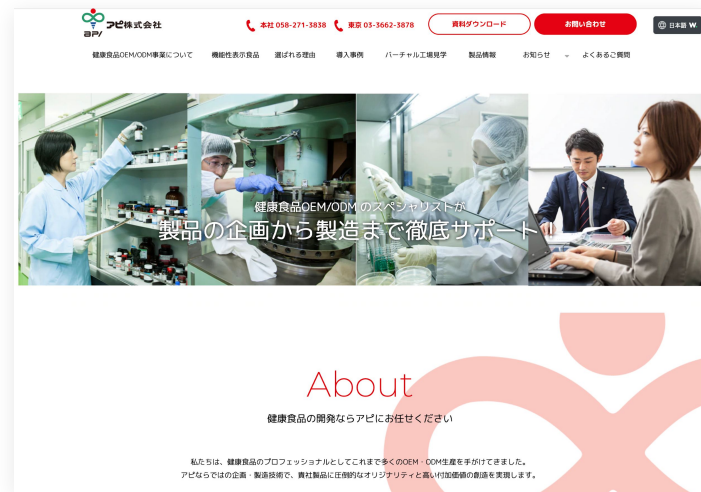 アピ株式会社
api
本社 058-271-3838
東京 03-3662-3878
資料ダウンロード
お問い合わせ
日本語 W.
健康食品OEM/ODM事業について
機能性表示食品
選ばれる理由
導入事例
バーチャル工場見学
製品情報
お知らせ
よくあるご質問
健康食品OEM/ODM のスペシャリストが
製品の企画から製造まで徹底サポート！
About
健康食品の開発ならアピにお任せください
私たちは、健康食品のプロフェッショナルとしてこれまで多くのOEM・ODM生産を手がけてきました。
アピならではの企画・製造技術で、貴社製品に圧倒的なオリジナリティと高い付加価値の創造を実現します。